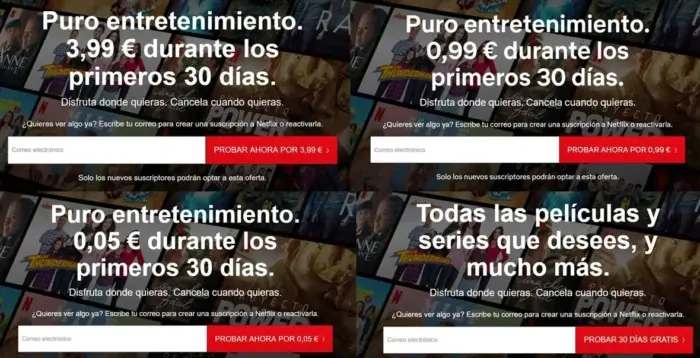 Puro entretenimiento.
3,99 € durante los
primeros 30 días.
Disfruta donde quieras. Cancela cuando quieras.
¿Quieres ver algo ya? Escribe tu correo para crear una suscripción a Netflix o reactivarla.
Correo electrónico
PROBAR AHORA POR 3,99 € >
Solo los nuevos suscriptores podrán optar a esta oferta.
Puro entretenimiento.
0,99 € durante los
primeros 30 días.
Disfruta donde quieras. Cancela cuando quieras.
¿Quieres ver algo ya? Escribe tu correo para crear una suscripción a Netflix o reactivarla.
Correo electrónico
PROBAR AHORA POR 0,99 € >
Solo los nuevos suscriptores podrán optar a esta oferta.
Puro entretenimiento.
0,05 € durante los
primeros 30 días.
Disfruta donde quieras. Cancela cuando quieras.
¿Quieres ver algo ya? Escribe tu correo para crear una suscripción a Netflix o reactivarla.
Correo electrónico
PROBAR AHORA POR 0,05 € >
Todas las películas y
series que desees, y
mucho más.
Disfruta donde quieras. Cancela cuando quieras.
¿Quieres ver algo ya? Escribe tu correo para crear una suscripción a Netflix o reactivarla.
Correo electrónico
PROBAR 30 DÍAS GRATIS >